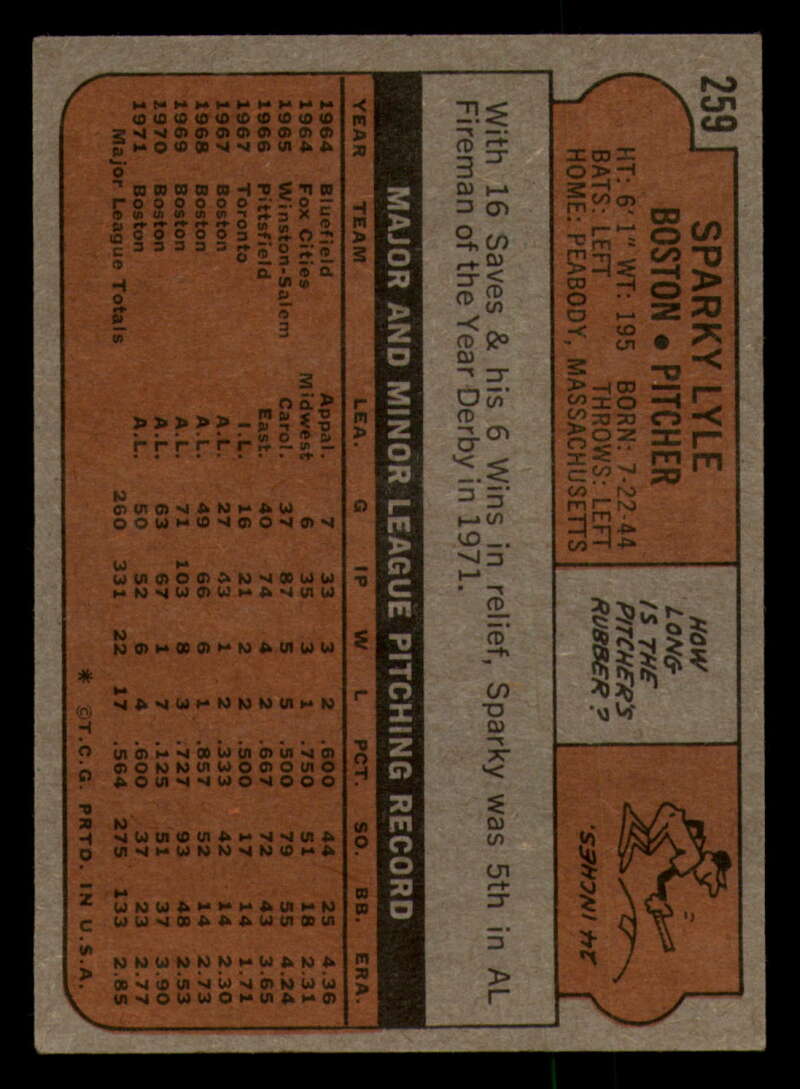 259
SPARKY LYLE
BOSTON • PITCHER
HT: 6'1" WT: 195 BORN: 7-22-44
BATS: LEFT THROWS: LEFT
HOME: PEABODY, MASSACHUSETTS
HOW
LONG
IS THE
PITCHER'S
RUBBER?
24 INCHES.
With 16 Saves & his 6 Wins in relief, Sparky was 5th in AL
Fireman of the Year Derby in 1971.
MAJOR AND MINOR LEAGUE PITCHING RECORD
YEAR TEAM LEA. G IP W L PCT. SO. BB. ERA.
1964 Bluefield Appal. 7 33 3 2 .600 44 25 4.36
1964 Fox Cities Midwest 6 35 3 1 .750 51 18 2.31
1965 Winston-Salem Carol. 37 87 5 5 .500 79 55 4.24
1966 Pittsfield East. 40 74 4 2 .667 72 43 3.65
1967 Toronto I.L. 16 21 2 2 .500 17 14 1.71
1967 Boston A.L. 27 43 1 2 .333 42 14 2.30
1968 Boston A.L. 49 66 6 1 .857 52 14 2.73
1969 Boston A.L. 71 103 8 3 .727 93 48 2.53
1970 Boston A.L. 63 67 1 7 .125 51 37 3.90
1971 Boston A.L. 50 52 6 4 .600 37 23 2.77
Major League Totals 260 331 22 17 .564 275 133 2.85
* ©T.C.G. PRTD. IN U.S.A.